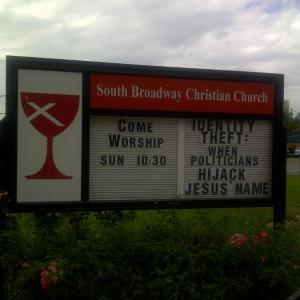 South Broadway Christian Church
COME
WORSHIP
SUN 10:30
IDENTITY
THEFT:
WHEN
POLITICIANS
HIJACK
JESUS' NAME